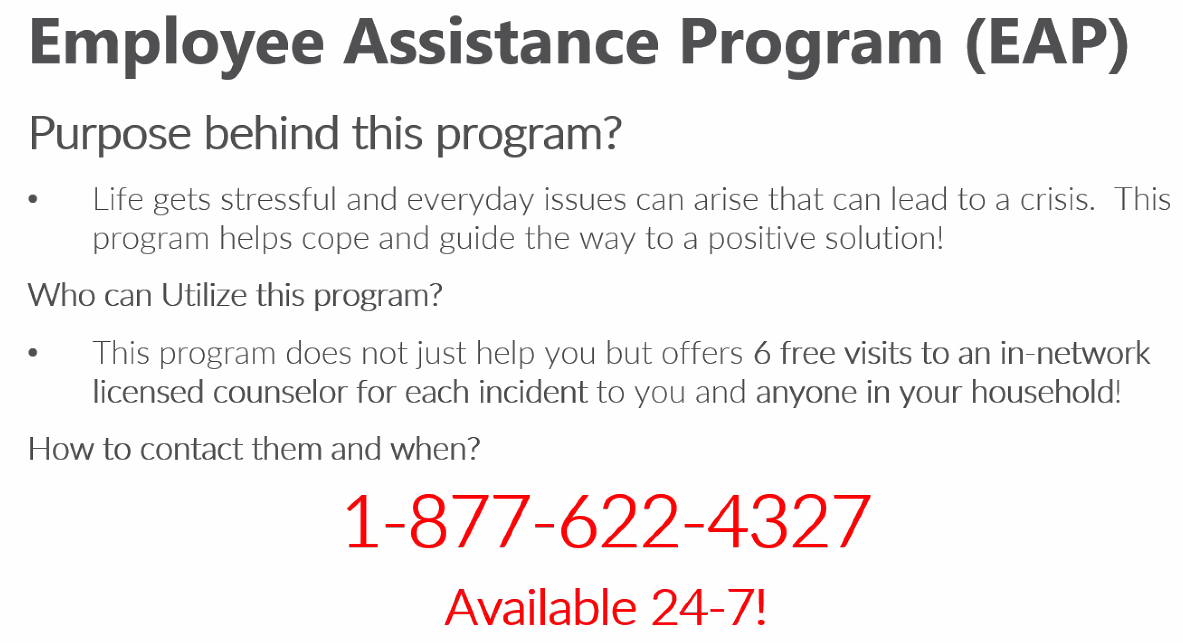 Employee Assistance Program (EAP)
Purpose behind this program?
• Life gets stressful and everyday issues can arise that can lead to a crisis.  This
program helps cope and guide the way to a positive solution!
Who can Utilize this program?
• This program does not just help you but offers 6 free visits to an in-network
licensed counselor for each incident to you and anyone in your household!
How to contact them and when?
1-877-622-4327
Available 24-7!